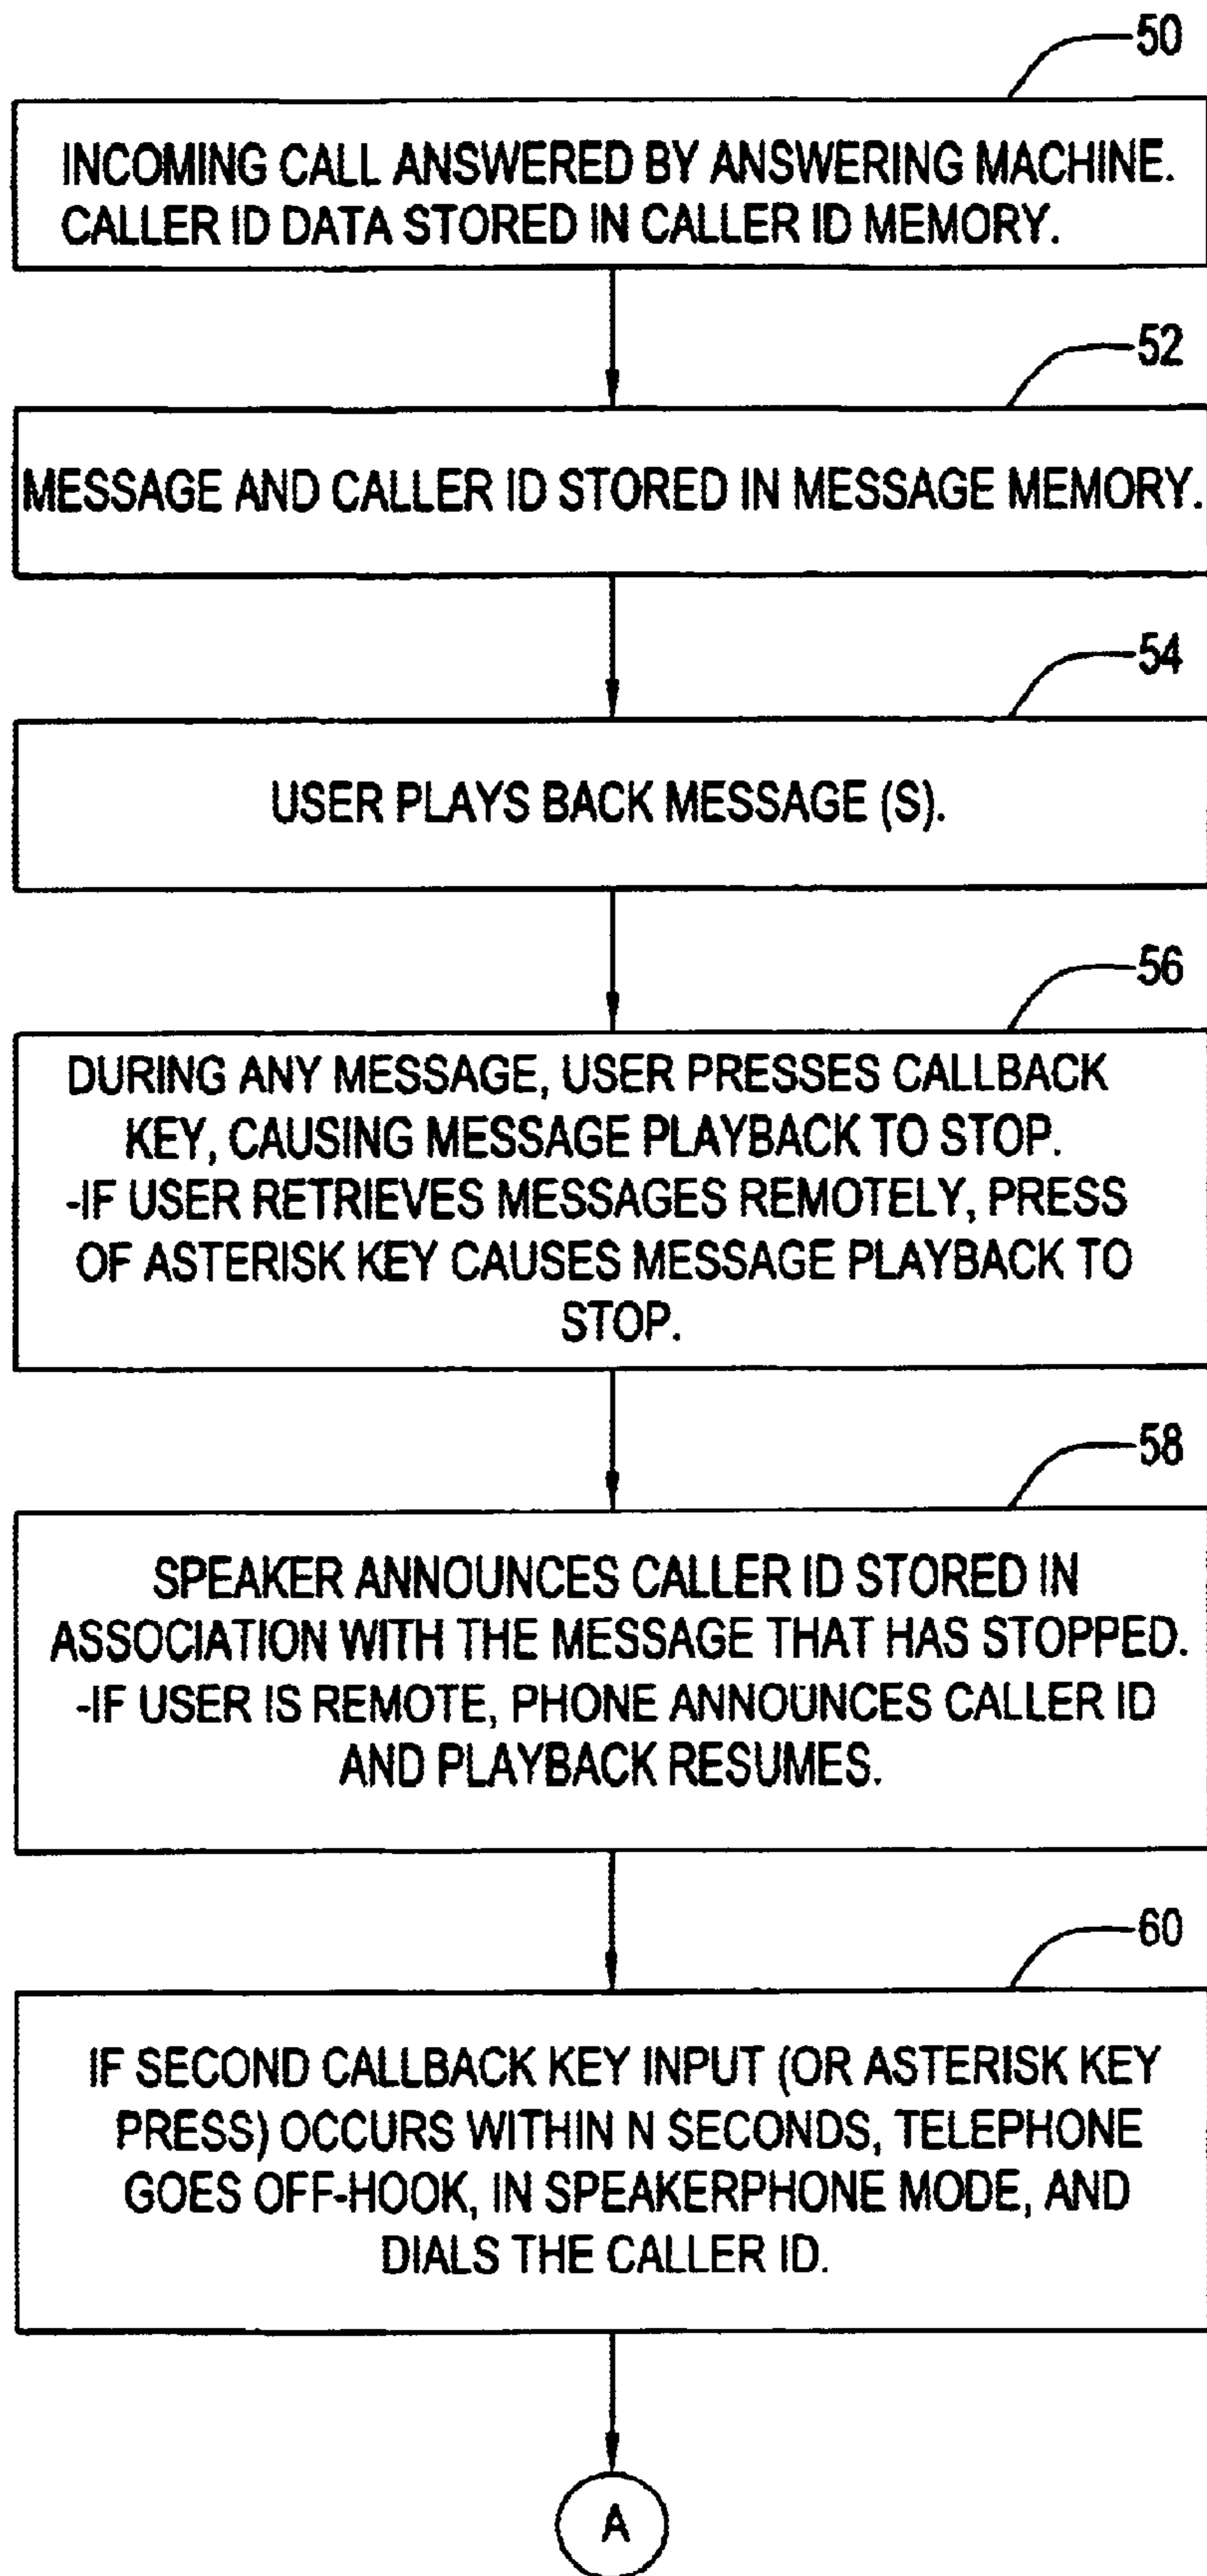 50
INCOMING CALL ANSWERED BY ANSWERING MACHINE.
CALLER ID DATA STORED IN CALLER ID MEMORY.
52
MESSAGE AND CALLER ID STORED IN MESSAGE MEMORY.
54
USER PLAYS BACK MESSAGE (S).
56
DURING ANY MESSAGE, USER PRESSES CALLBACK
KEY, CAUSING MESSAGE PLAYBACK TO STOP.
-IF USER RETRIEVES MESSAGES REMOTELY, PRESS
OF ASTERISK KEY CAUSES MESSAGE PLAYBACK TO
STOP.
58
SPEAKER ANNOUNCES CALLER ID STORED IN
ASSOCIATION WITH THE MESSAGE THAT HAS STOPPED.
-IF USER IS REMOTE, PHONE ANNOUNCES CALLER ID
AND PLAYBACK RESUMES.
60
IF SECOND CALLBACK KEY INPUT (OR ASTERISK KEY
PRESS) OCCURS WITHIN N SECONDS, TELEPHONE
GOES OFF-HOOK, IN SPEAKERPHONE MODE, AND
DIALS THE CALLER ID.
A